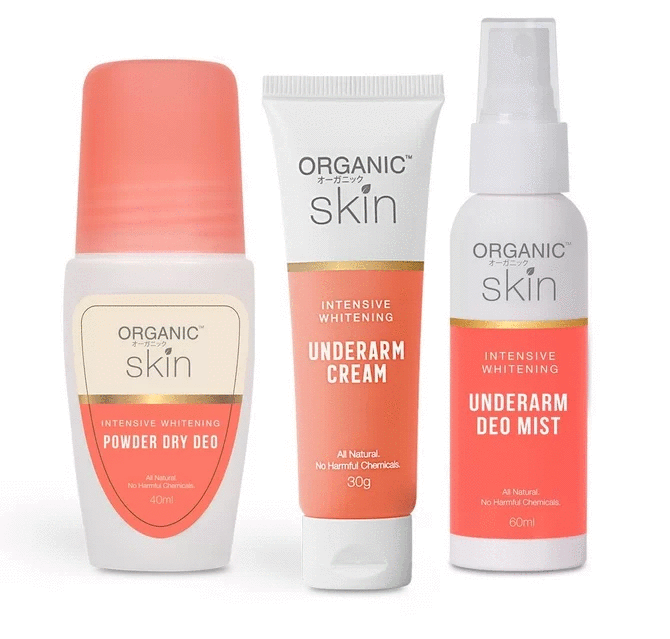 ORGANIC™
オーガニック
skin
INTENSIVE WHITENING
POWDER DRY DEO
All Natural.
No Harmful Chemicals.
40ml
ORGANIC™
オーガニック
skin
INTENSIVE
WHITENING
UNDERARM
CREAM
All Natural.
No Harmful Chemicals.
30g
ORGANIC™
オーガニック
skin
INTENSIVE
WHITENING
UNDERARM
DEO MIST
All Natural.
No Harmful Chemicals.
60ml